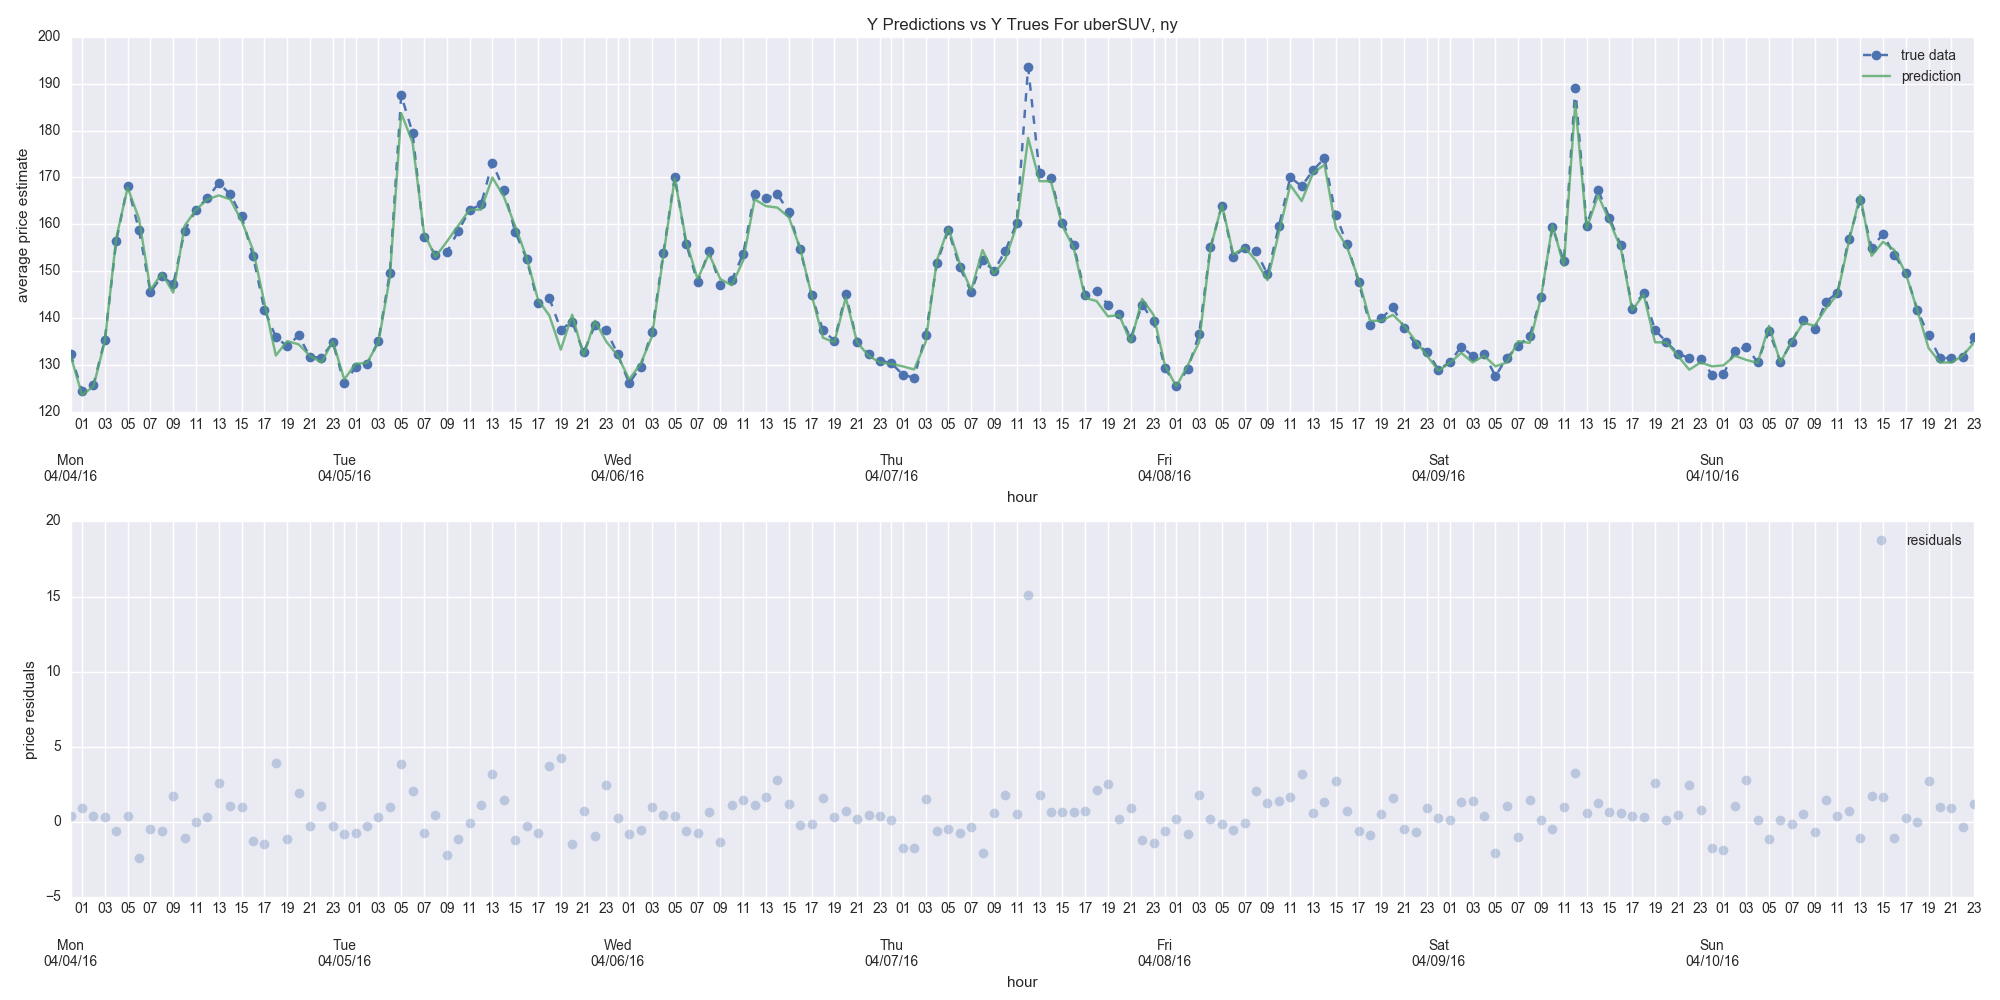 Y Predictions vs Y Trues For uberSUV, ny
200
190
180
170
160
150
140
130
120
average price estimate
true data
prediction
01 03 05 07 09 11 13 15 17 19 21 23 01 03 05 07 09 11 13 15 17 19 21 23 01 03 05 07 09 11 13 15 17 19 21 23 01 03 05 07 09 11 13 15 17 19 21 23 01 03 05 07 09 11 13 15 17 19 21 23 01 03 05 07 09 11 13 15 17 19 21 23 01 03 05 07 09 11 13 15 17 19 21 23
Mon Tue Wed Thu Fri Sat Sun
04/04/16 04/05/16 04/06/16 04/07/16 04/08/16 04/09/16 04/10/16
hour
20
15
10
5
0
−5
price residuals
residuals
01 03 05 07 09 11 13 15 17 19 21 23 01 03 05 07 09 11 13 15 17 19 21 23 01 03 05 07 09 11 13 15 17 19 21 23 01 03 05 07 09 11 13 15 17 19 21 23 01 03 05 07 09 11 13 15 17 19 21 23 01 03 05 07 09 11 13 15 17 19 21 23 01 03 05 07 09 11 13 15 17 19 21 23
Mon Tue Wed Thu Fri Sat Sun
04/04/16 04/05/16 04/06/16 04/07/16 04/08/16 04/09/16 04/10/16
hour